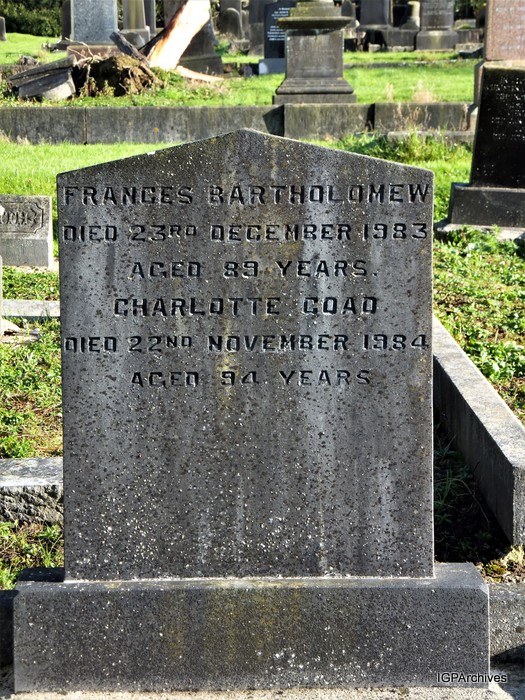 FRANCES BARTHOLOMEW
DIED 23RD DECEMBER 1983
AGED 89 YEARS.
CHARLOTTE GOAD
DIED 22ND NOVEMBER 1984
AGED 94 YEARS
IGPArchives